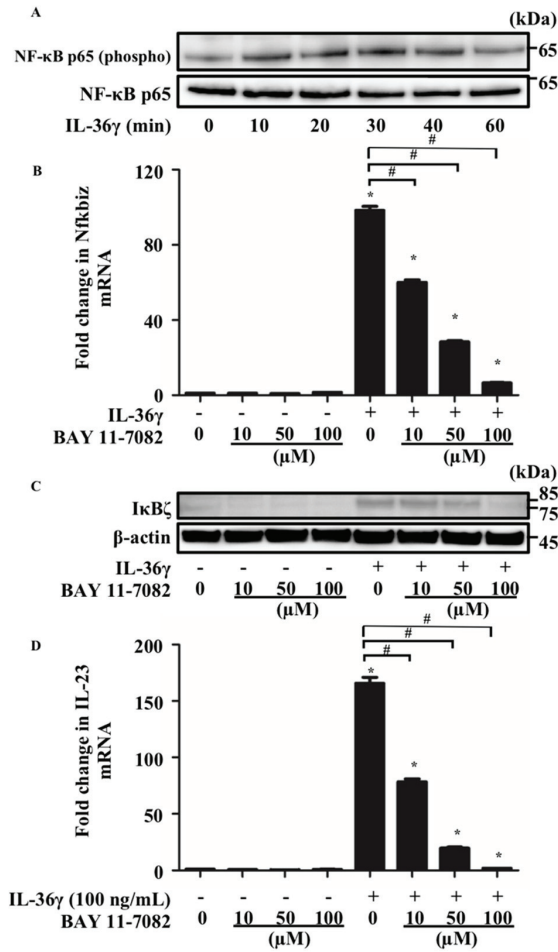 A
(kDa)
NF-κB p65 (phospho)
65
NF-κB p65
65
IL-36γ (min) 0 10 20 30 40 60
B
Fold change in Nfkbiz
mRNA
120
80
40
0
#
#
#
* * * *
IL-36γ - - - - + + + +
BAY 11-7082 0 10 50 100 0 10 50 100
(μM) (μM)
(kDa)
C
IκBζ
85
75
β-actin
45
IL-36γ - - - - + + + +
BAY 11-7082 0 10 50 100 0 10 50 100
(μM) (μM)
D
Fold change in IL-23
mRNA
200
150
100
50
0
#
#
#
* * * *
IL-36γ (100 ng/mL) - - - - + + + +
BAY 11-7082 0 10 50 100 0 10 50 100
(μM) (μM)